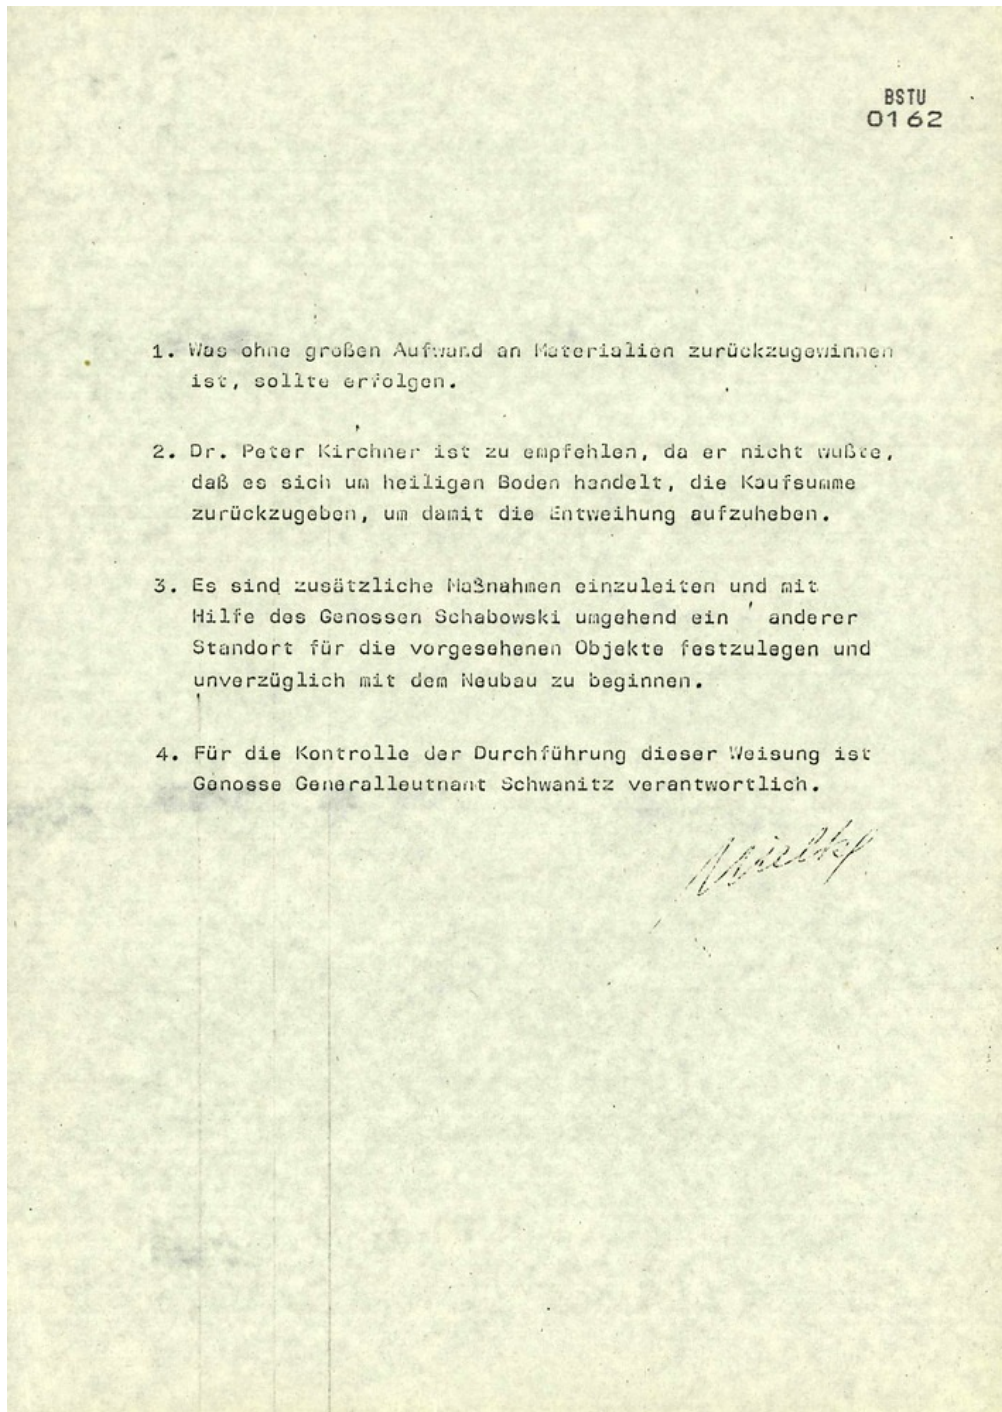 BSTU
0162
1. Was ohne großen Aufwand an Materialien zurückzugewinnen
ist, sollte erfolgen.
2. Dr. Peter Kirchner ist zu empfehlen, da er nicht wußte,
daß es sich um heiligen Boden handelt, die Kaufsumme
zurückzugeben, um damit die Entweihung aufzuheben.
3. Es sind zusätzliche Maßnahmen einzuleiten und mit
Hilfe des Genossen Schabowski umgehend ein anderer
Standort für die vorgesehenen Objekte festzulegen und
unverzüglich mit dem Neubau zu beginnen.
4. Für die Kontrolle der Durchführung dieser Weisung ist
Genosse Generalleutnant Schwanitz verantwortlich.
Mielke